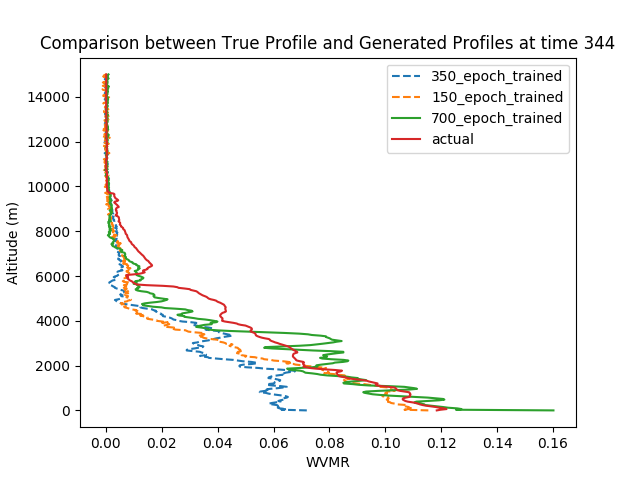 Comparison between True Profile and Generated Profiles at time 344
350_epoch_trained
150_epoch_trained
700_epoch_trained
actual
Altitude (m)
14000
12000
10000
8000
6000
4000
2000
0
0.00 0.02 0.04 0.06 0.08 0.10 0.12 0.14 0.16
WVMR